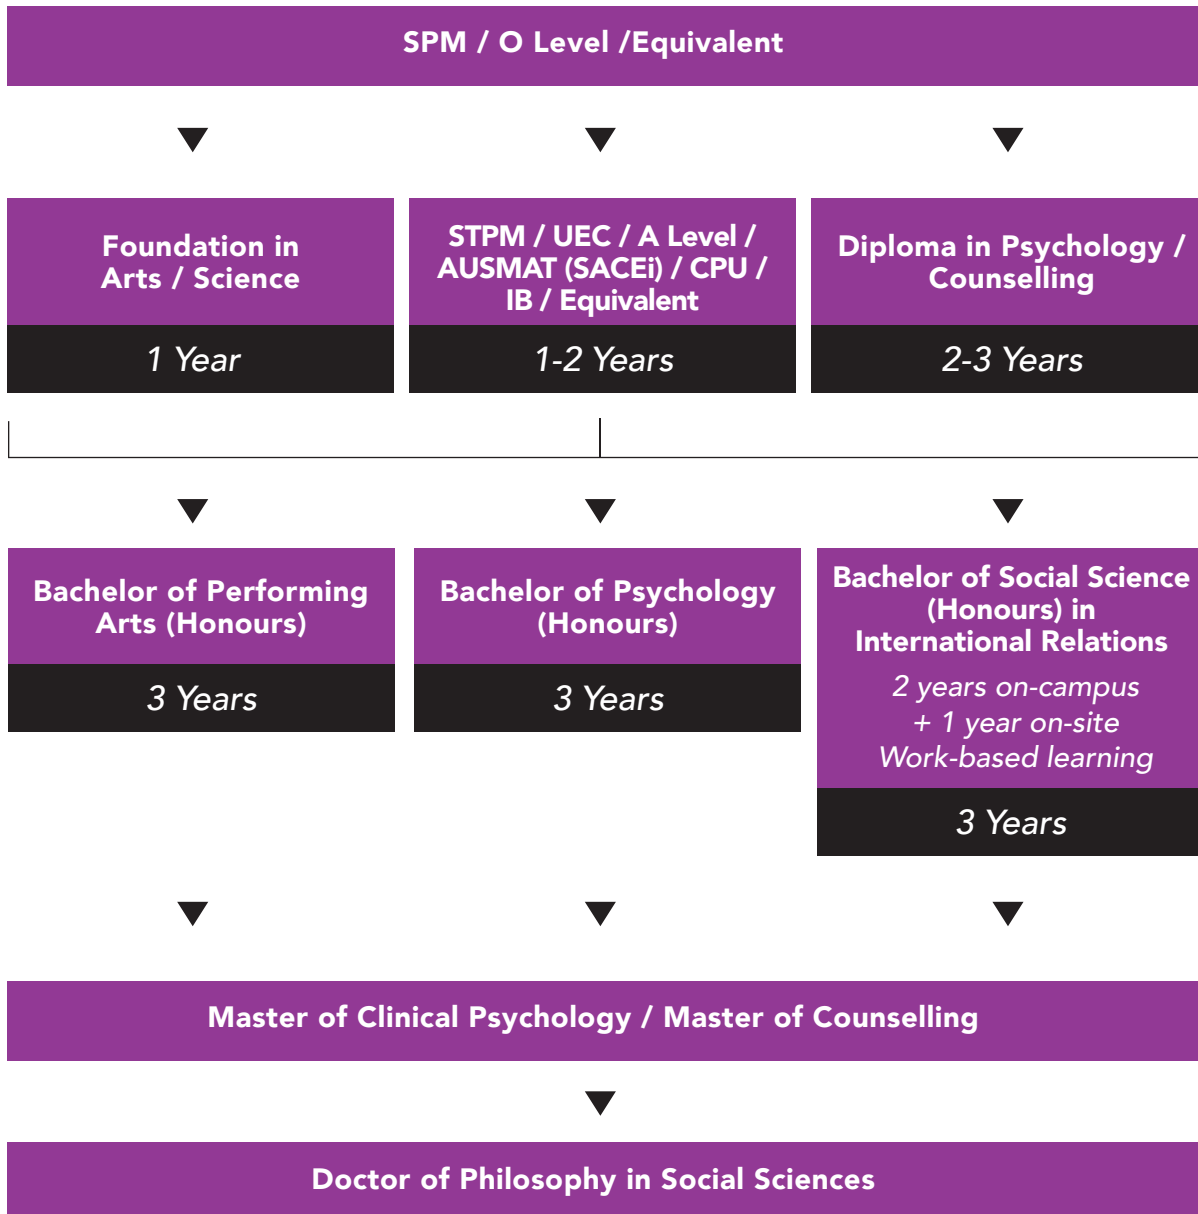 SPM / O Level /Equivalent
Foundation in
Arts / Science
1 Year
STPM / UEC / A Level /
AUSMAT (SACEi) / CPU /
IB / Equivalent
1-2 Years
Diploma in Psychology /
Counselling
2-3 Years
Bachelor of Performing
Arts (Honours)
3 Years
Bachelor of Psychology
(Honours)
3 Years
Bachelor of Social Science
(Honours) in
International Relations
2 years on-campus
+ 1 year on-site
Work-based learning
3 Years
Master of Clinical Psychology / Master of Counselling
Doctor of Philosophy in Social Sciences